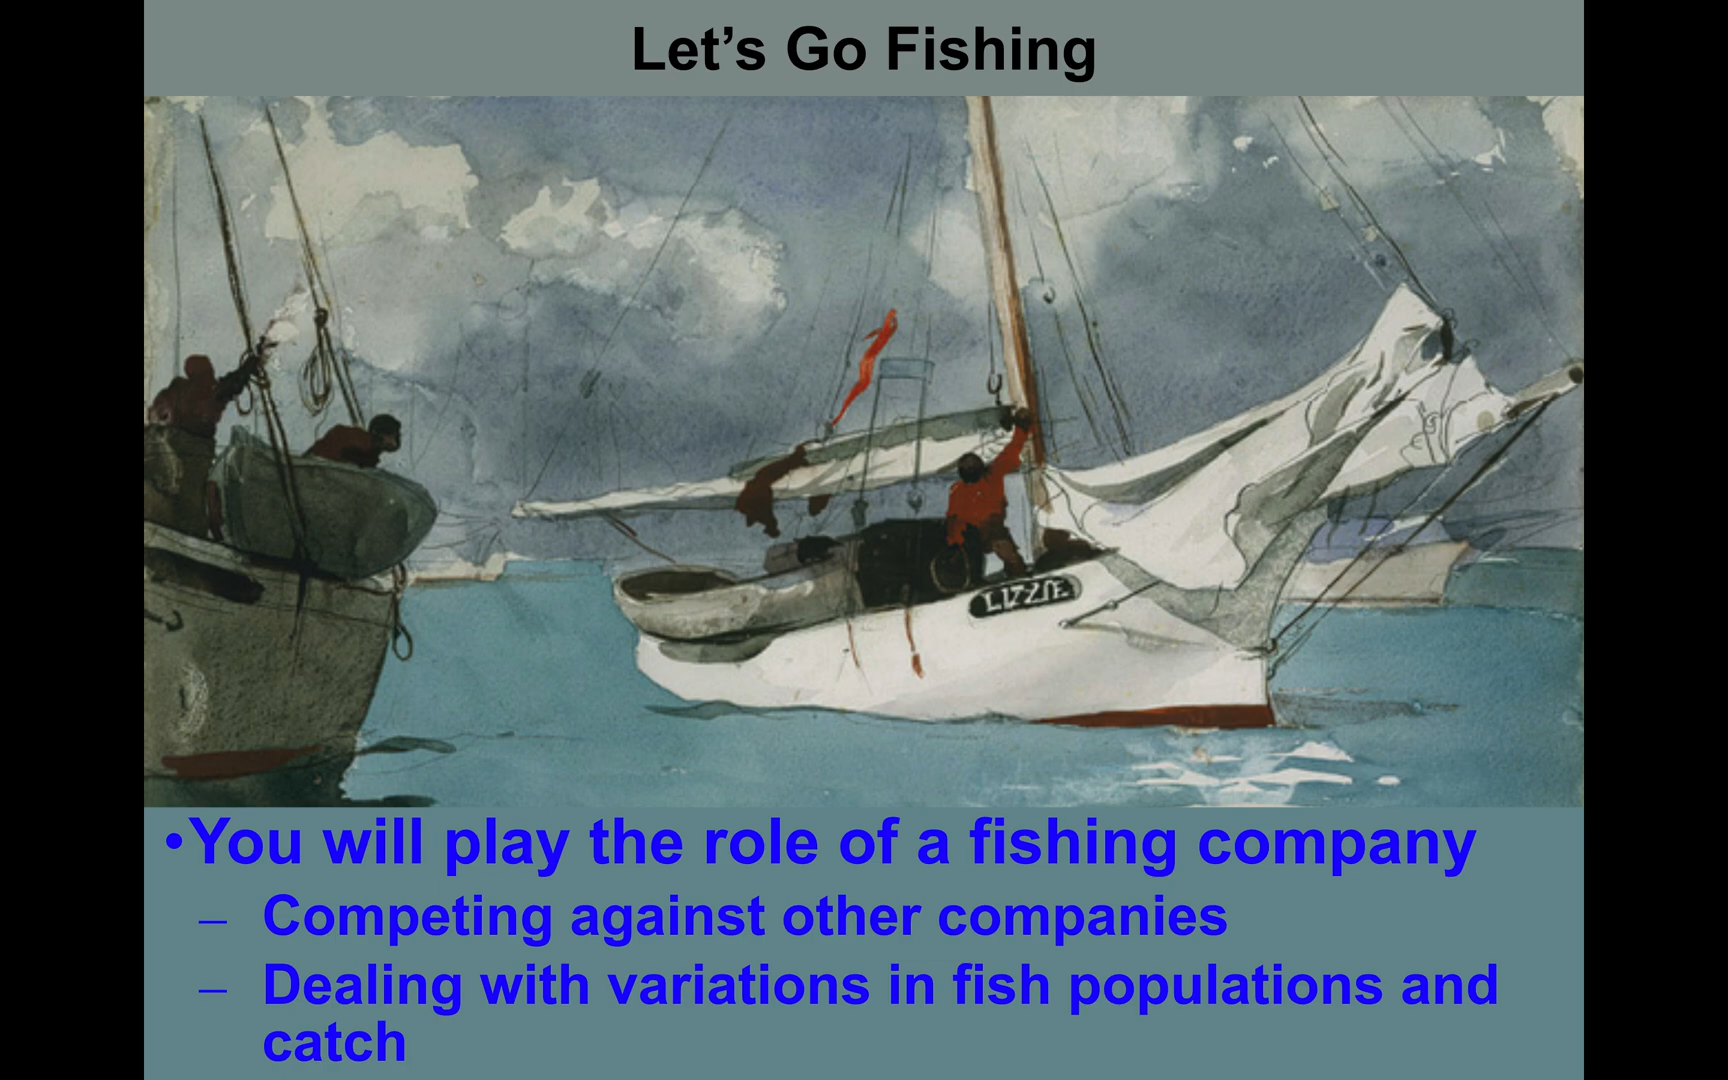 Let’s Go Fishing
LIZZIE
•You will play the role of a fishing company
– Competing against other companies
– Dealing with variations in fish populations and
catch